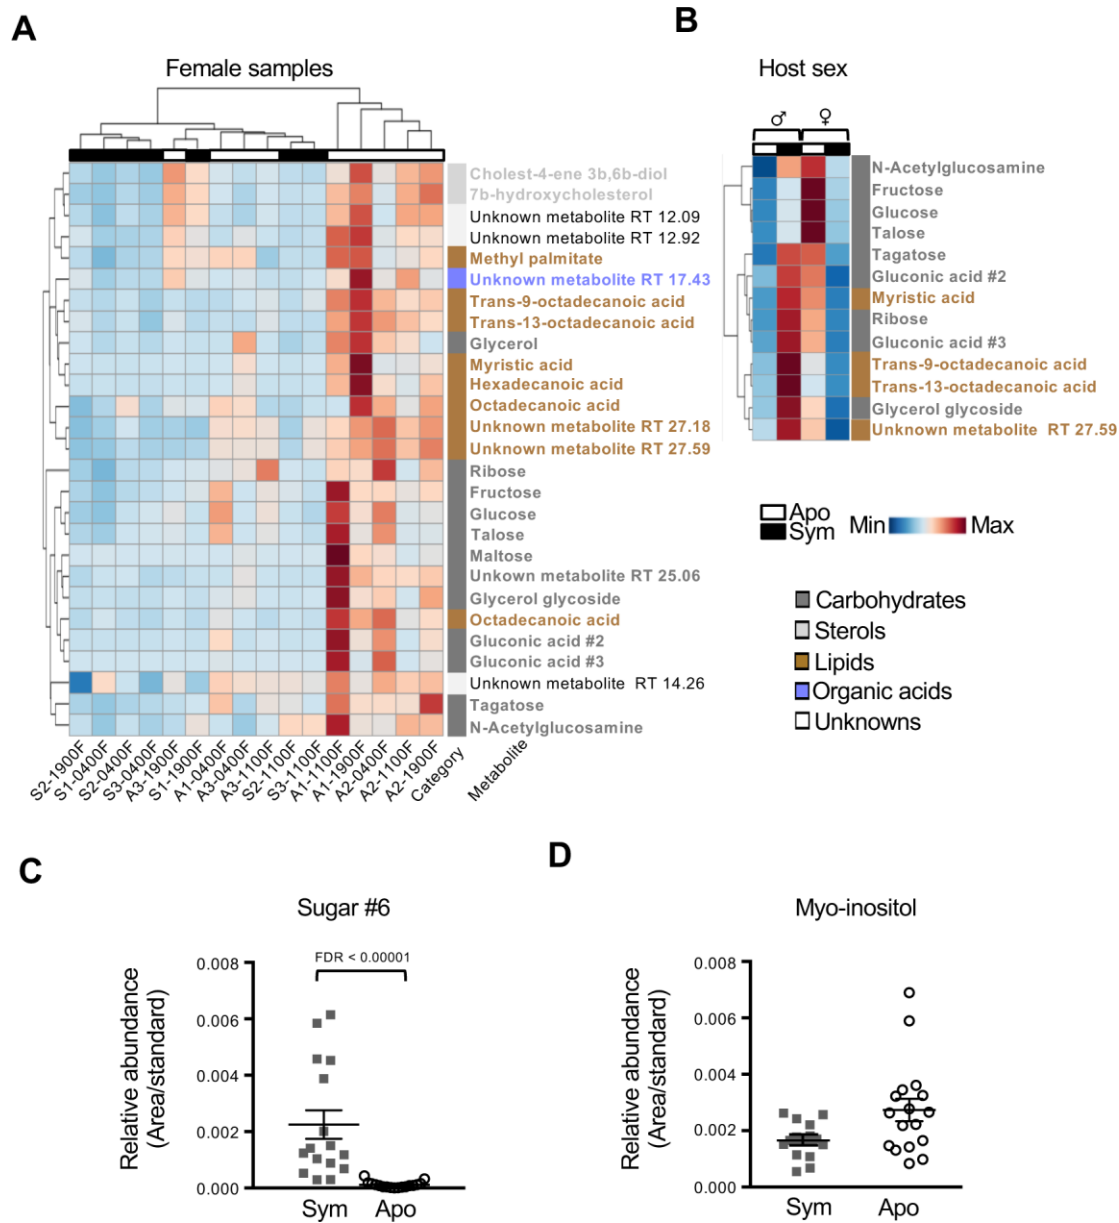 A
Female samples
Cholest-4-ene 3b,6b-diol
7b-hydroxycholesterol
Unknown metabolite RT 12.09
Unknown metabolite RT 12.92
Methyl palmitate
Unknown metabolite RT 17.43
Trans-9-octadecanoic acid
Trans-13-octadecanoic acid
Glycerol
Myristic acid
Hexadecanoic acid
Octadecanoic acid
Unknown metabolite RT 27.18
Unknown metabolite RT 27.59
Ribose
Fructose
Glucose
Talose
Maltose
Unkown metabolite RT 25.06
Glycerol glycoside
Octadecanoic acid
Gluconic acid #2
Gluconic acid #3
Unknown metabolite RT 14.26
Tagatose
N-Acetylglucosamine
S2-1900F
S1-0400F
S2-0400F
S3-0400F
A3-1900F
S1-1900F
A1-0400F
A3-0400F
A3-1100F
S2-1100F
S3-1100F
A1-1100F
A1-1900F
A2-0400F
A2-1100F
A2-1900F
Category
Metabolite
B
Host sex
♂ ♀
N-Acetylglucosamine
Fructose
Glucose
Talose
Tagatose
Gluconic acid #2
Myristic acid
Ribose
Gluconic acid #3
Trans-9-octadecanoic acid
Trans-13-octadecanoic acid
Glycerol glycoside
Unknown metabolite RT 27.59
Apo
Sym
Min Max
Carbohydrates
Sterols
Lipids
Organic acids
Unknowns
C
Sugar #6
FDR < 0.00001
Relative abundance
(Area/standard)
0.008
0.006
0.004
0.002
0.000
Sym Apo
D
Myo-inositol
Relative abundance
(Area/standard)
0.008
0.006
0.004
0.002
0.000
Sym Apo